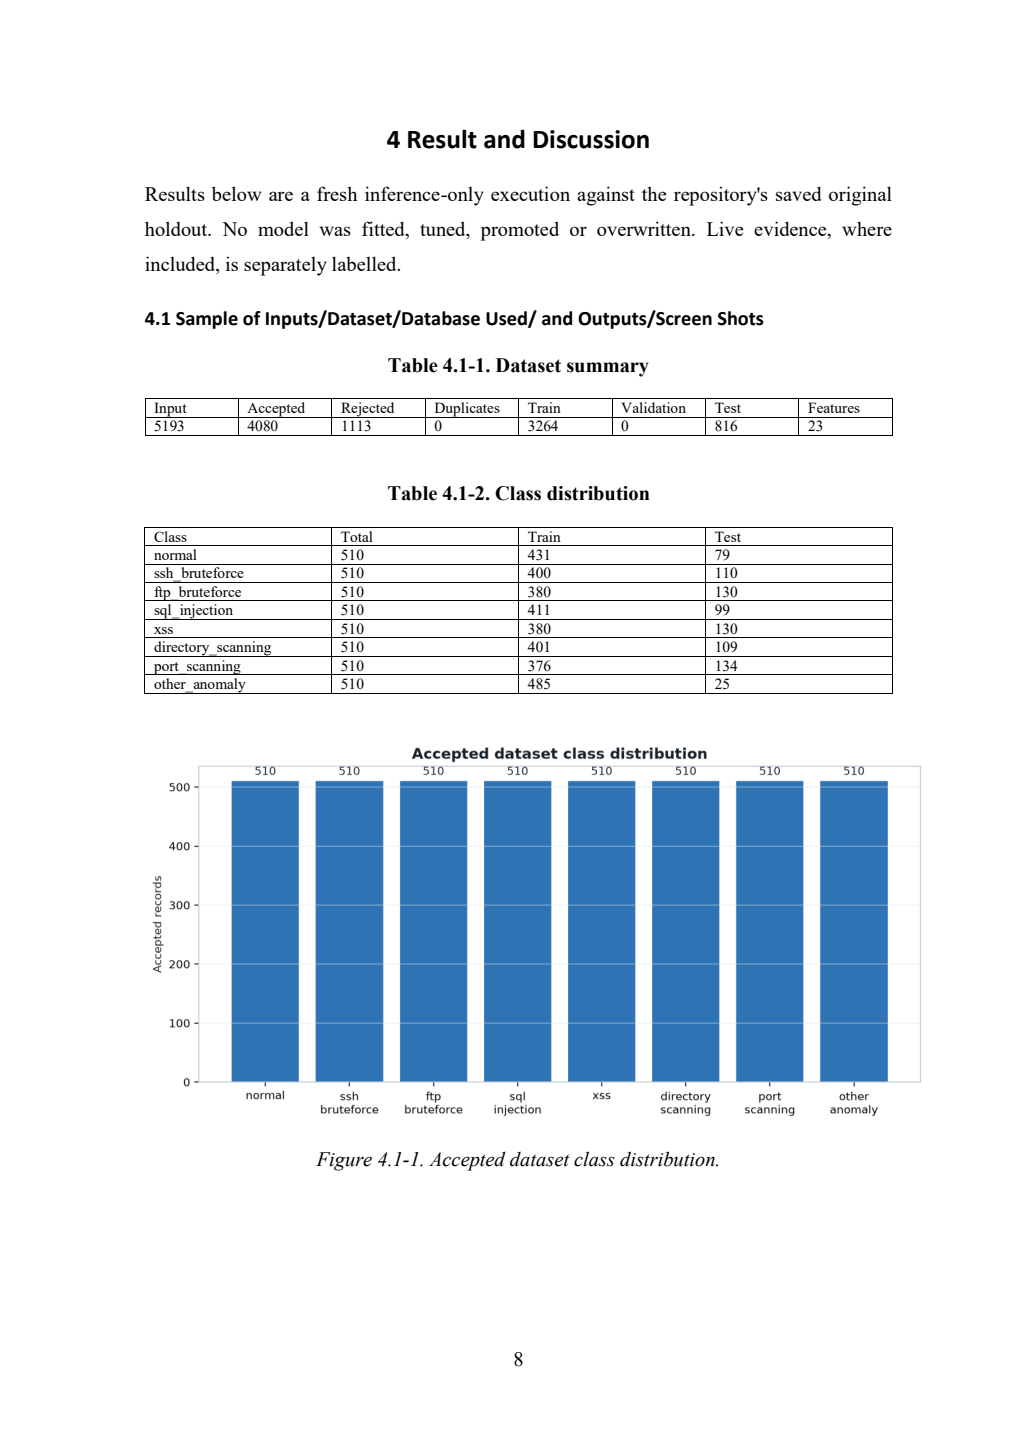 4 Result and Discussion
Results below are a fresh inference-only execution against the repository's saved original
holdout. No model was fitted, tuned, promoted or overwritten. Live evidence, where
included, is separately labelled.
4.1 Sample of Inputs/Dataset/Database Used/ and Outputs/Screen Shots
Table 4.1-1. Dataset summary
Input Accepted Rejected Duplicates Train Validation Test Features
5193 4080 1113 0 3264 0 816 23
Table 4.1-2. Class distribution
Class Total Train Test
normal 510 431 79
ssh_bruteforce 510 400 110
ftp_bruteforce 510 380 130
sql_injection 510 411 99
xss 510 380 130
directory_scanning 510 401 109
port_scanning 510 376 134
other_anomaly 510 485 25
Accepted dataset class distribution
510 510 510 510 510 510 510 510
500
400
300
200
100
0
Accepted records
normal ssh ftp sql xss directory port other
bruteforce bruteforce injection scanning scanning anomaly
Figure 4.1-1. Accepted dataset class distribution.
8